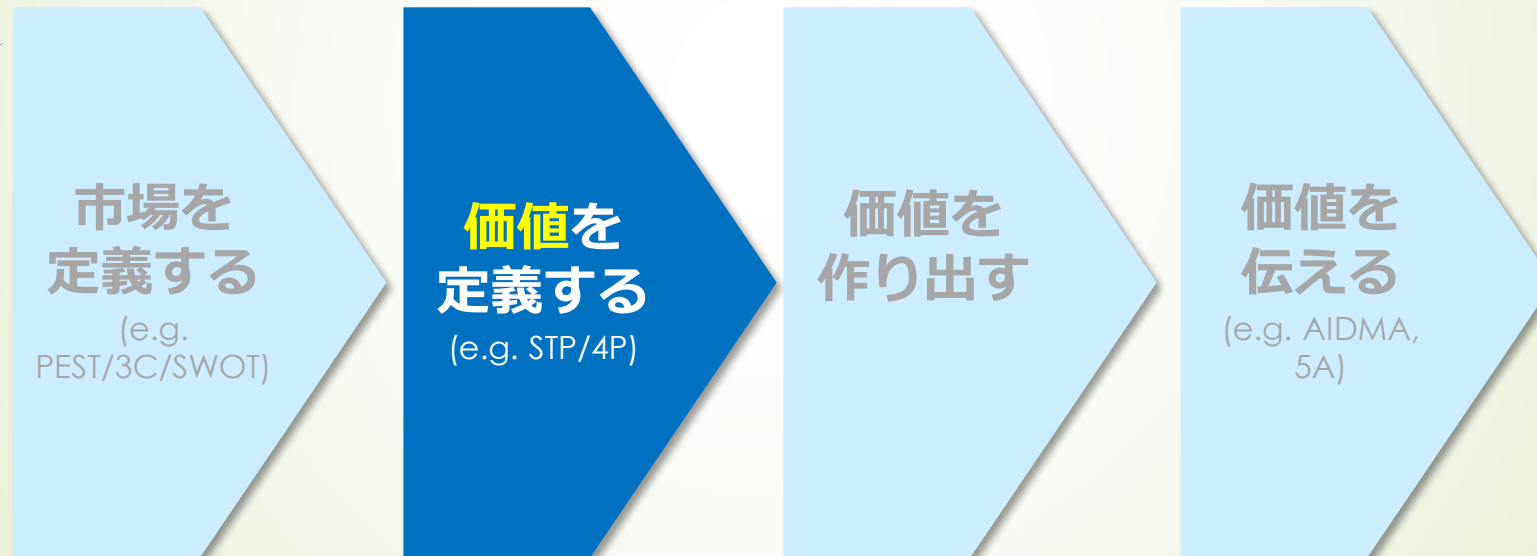 市場を
定義する
(e.g.
PEST/3C/SWOT)
価値を
定義する
(e.g. STP/4P)
価値を
作り出す
価値を
伝える
(e.g. AIDMA,
5A)